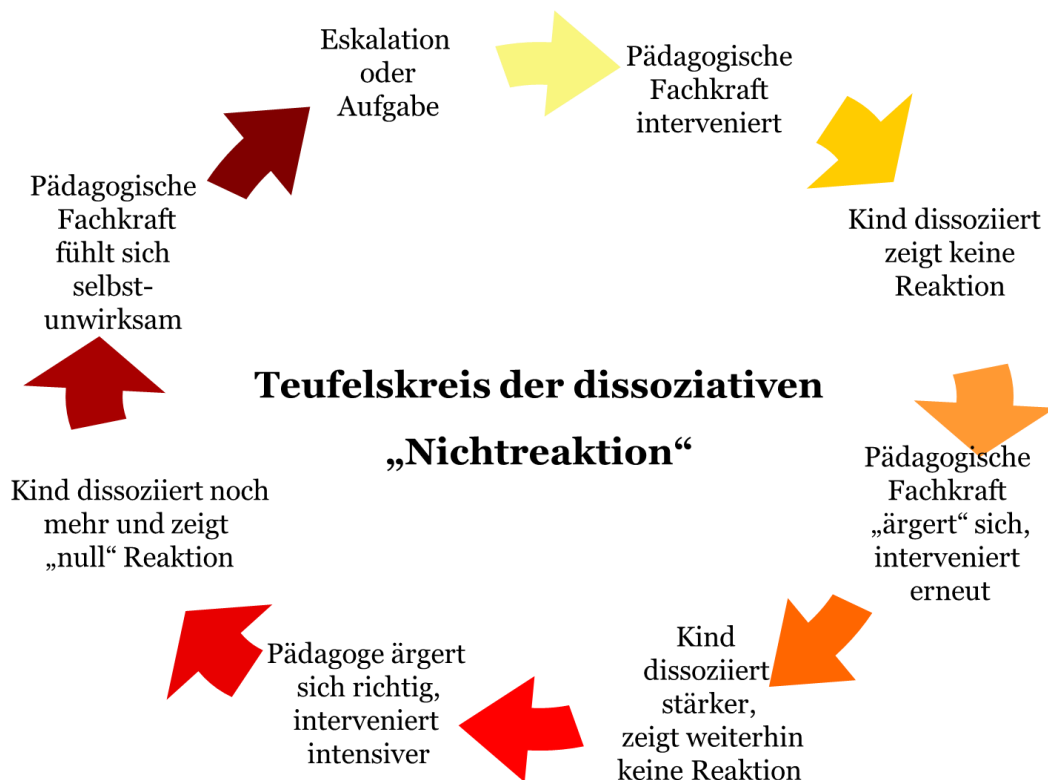 Eskalation
oder
Aufgabe
Pädagogische
Fachkraft
interveniert
Kind dissoziiert
zeigt keine
Reaktion
Pädagogische
Fachkraft
„ärgert“ sich,
interveniert
erneut
Kind
dissoziiert
stärker,
zeigt weiterhin
keine Reaktion
Pädagoge ärgert
sich richtig,
interveniert
intensiver
Kind dissoziiert noch
mehr und zeigt
„null“ Reaktion
Pädagogische
Fachkraft
fühlt sich
selbst-
unwirksam
Teufelskreis der dissoziativen
„Nichtreaktion“